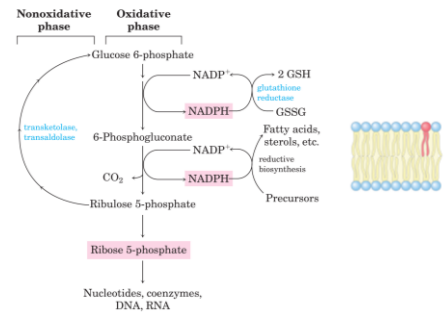 Nonoxidative phase
Oxidative phase
Glucose 6-phosphate
NADP+
2 GSH
glutathione reductase
NADPH
GSSG
transketolase, transaldolase
6-Phosphogluconate
Fatty acids, sterols, etc.
NADP+
reductive biosynthesis
CO2
NADPH
Precursors
Ribulose 5-phosphate
Ribose 5-phosphate
Nucleotides, coenzymes,
DNA, RNA